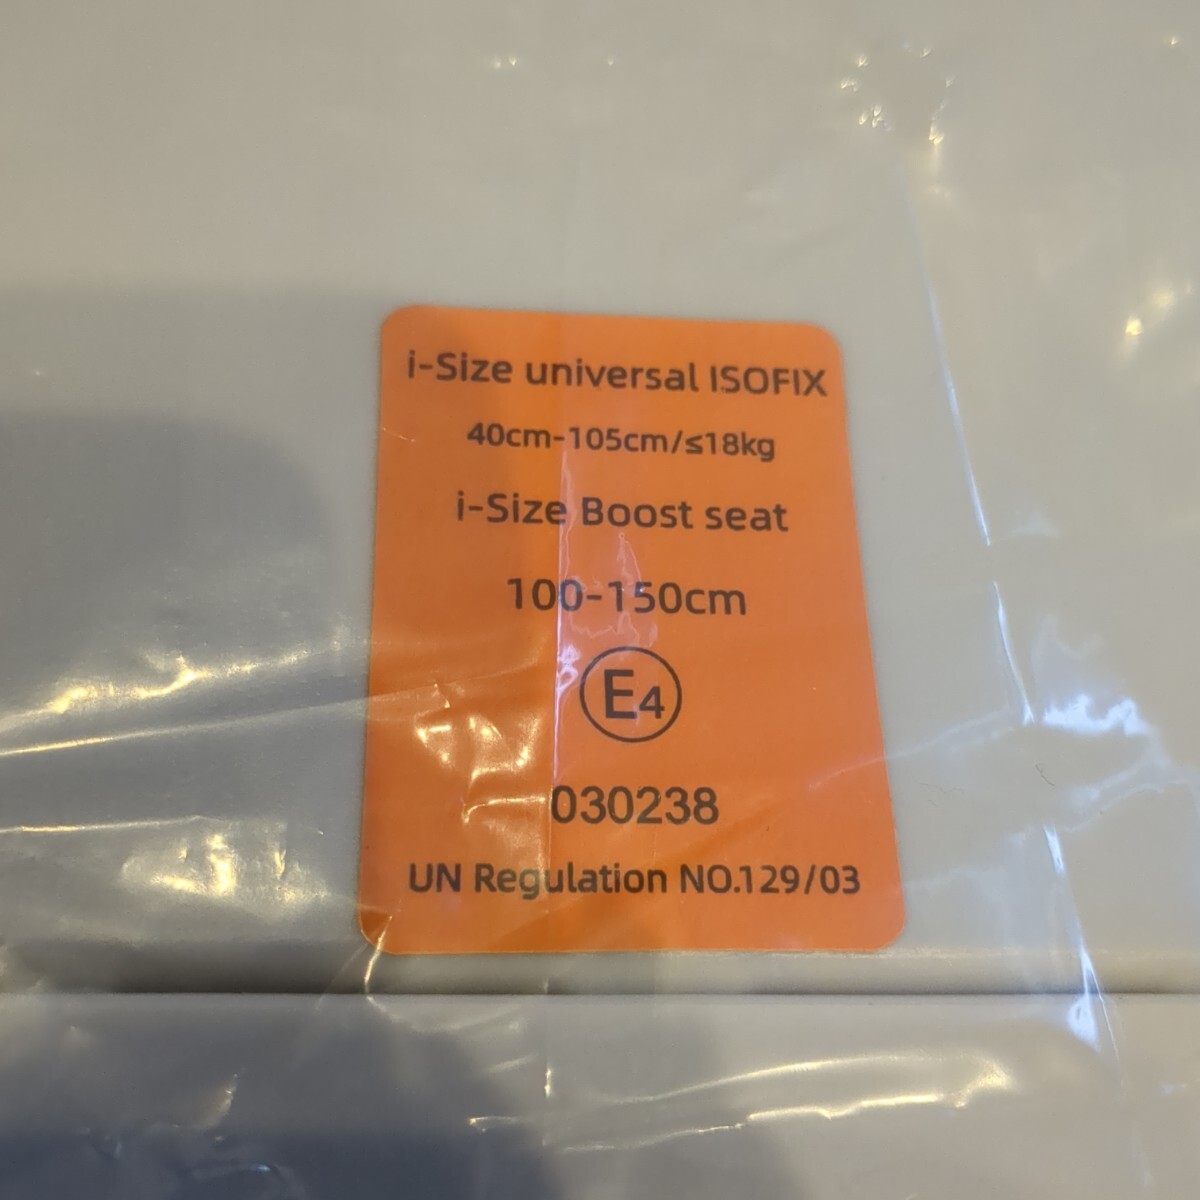 i-Size universal ISOFIX
40cm-105cm/≤18kg
i-Size Boost seat
100-150cm
E4
030238
UN Regulation NO.129/03